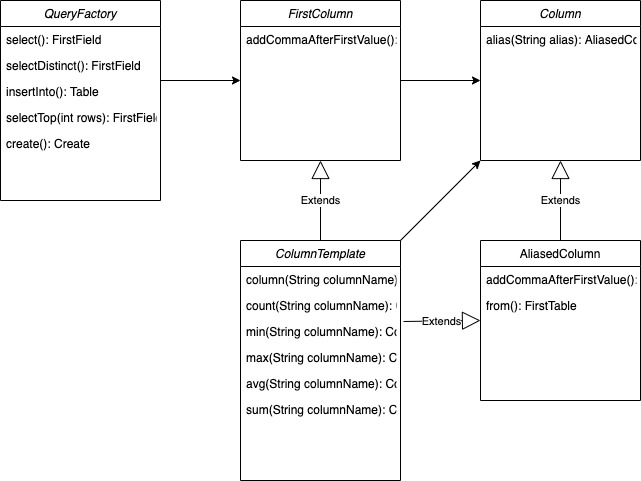 QueryFactory
select(): FirstField
selectDistinct(): FirstField
insertInto(): Table
selectTop(int rows): FirstFiel
create(): Create
FirstColumn
addCommaAfterFirstValue():
Column
alias(String alias): AliasedCo
Extends
Extends
ColumnTemplate
column(String columnName)
count(String columnName):
min(String columnName): Co
max(String columnName): C
avg(String columnName): Co
sum(String columnName): C
Extends
AliasedColumn
addCommaAfterFirstValue():
from(): FirstTable